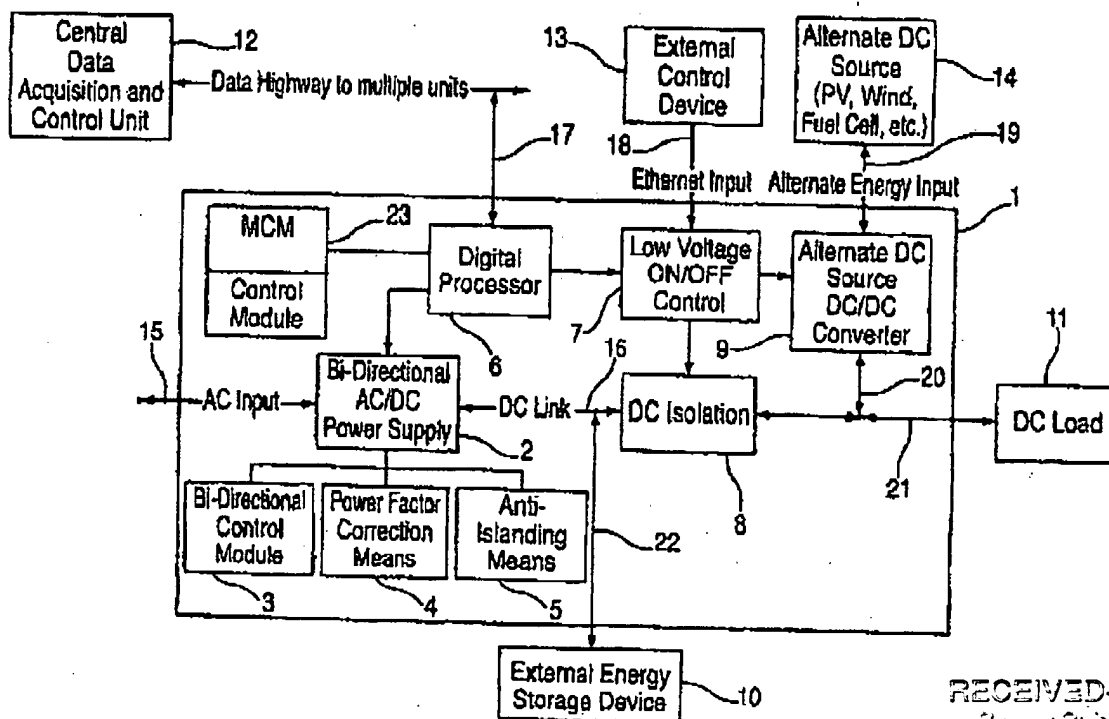 Central
Data
Acquisition and
Control Unit
12
Data Highway to multiple units
17
13
External
Control
Device
18
Ethernet Input
Alternate DC
Source
(PV, Wind,
Fuel Cell, etc.)
14
19
Alternate Energy Input
1
MCM
Control
Module
23
Digital
Processor
6
Low Voltage
ON/OFF
Control
7
Alternate DC
Source
DC/DC
Converter
9
15
AC Input
Bi-Directional
AC/DC
Power Supply
2
16
DC Link
DC Isolation
8
20
21
11
DC Load
Bi-Directional
Control
Module
3
Power Factor
Correction
Means
4
Anti-
Islanding
Means
5
22
External Energy
Storage Device
10
RECEIVED